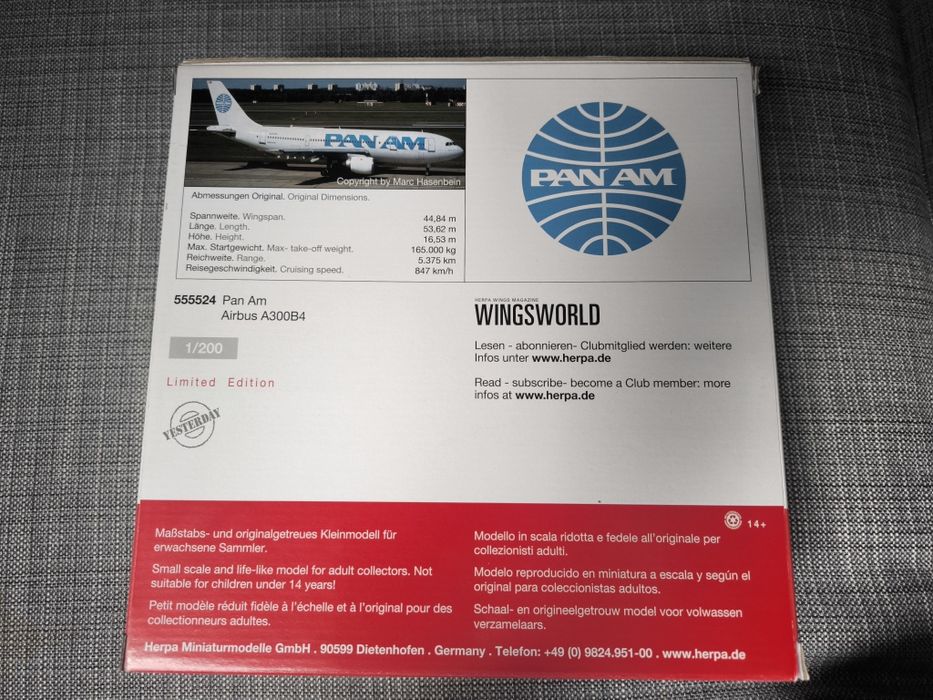 PAN AM
Copyright by Marc Hasenbein
Abmessungen Original. Original Dimensions.
Spannweite. Wingspan. 44,84 m
Länge. Length. 53,62 m
Höhe. Height. 16,53 m
Max. Startgewicht. Max- take-off weight. 165.000 kg
Reichweite. Range. 5.375 km
Reisegeschwindigkeit. Cruising speed. 847 km/h
PAN AM
555524 Pan Am
Airbus A300B4
1/200
Limited Edition
YESTERDAY
HERPA WINGS MAGAZINE
WINGSWORLD
Lesen - abonnieren- Clubmitglied werden: weitere
Infos unter www.herpa.de
Read - subscribe- become a Club member: more
infos at www.herpa.de
14+
Maßstabs- und originalgetreues Kleinmodell für
erwachsene Sammler.
Small scale and life-like model for adult collectors. Not
suitable for children under 14 years!
Petit modèle réduit fidèle à l'échelle et à l'original pour des
collectionneurs adultes.
Modello in scala ridotta e fedele all'originale per
collezionisti adulti.
Modelo reproducido en miniatura a escala y según el
original para coleccionistas adultos.
Schaal- en origineelgetrouw model voor volwassen
verzamelaars.
Herpa Miniaturmodelle GmbH . 90599 Dietenhofen . Germany . Telefon: +49 (0) 9824.951-00 . www.herpa.de